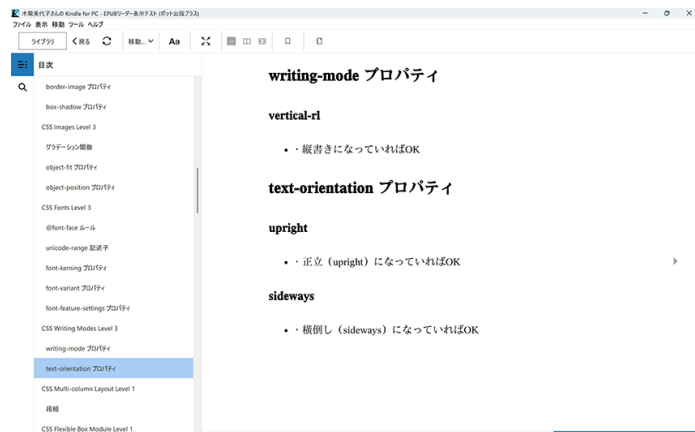 木龍美代子さんの Kindle for PC - EPUBリーダー表示テスト (ポット出版プラス)
ファイル 表示 移動 ツール ヘルプ
ライブラリ 戻る 移動... Aa
目次
border-image プロパティ
box-shadow プロパティ
CSS Images Level 3
グラデーション関数
object-fit プロパティ
object-position プロパティ
CSS Fonts Level 3
@font-face ルール
unicode-range 記述子
font-kerning プロパティ
font-variant プロパティ
font-feature-settings プロパティ
CSS Writing Modes Level 3
writing-mode プロパティ
text-orientation プロパティ
CSS Multi-column Layout Level 1
段組
CSS Flexible Box Module Level 1
writing-mode プロパティ
vertical-rl
• ・縦書きになっていればOK
text-orientation プロパティ
upright
• ・正立（upright）になっていればOK
sideways
• ・横倒し（sideways）になっていればOK